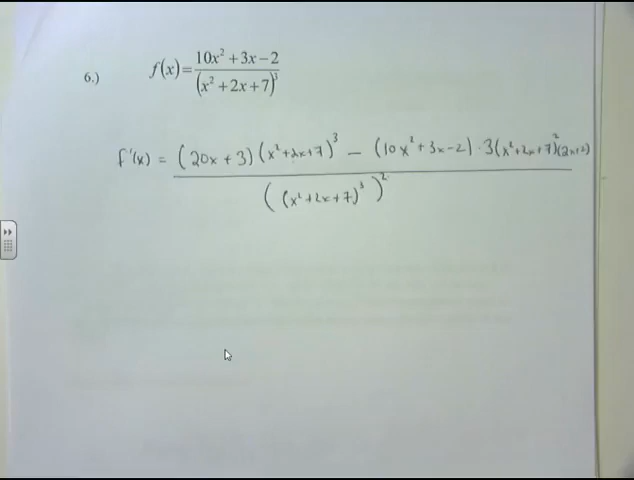 6.) f(x)= 10x² + 3x − 2 / (x² + 2x + 7)³
f'(x) = (20x + 3)(x² + 2x + 7)³ − (10x² + 3x − 2) · 3(x² + 2x + 7)²(2x + 2) / ((x² + 2x + 7)³)²